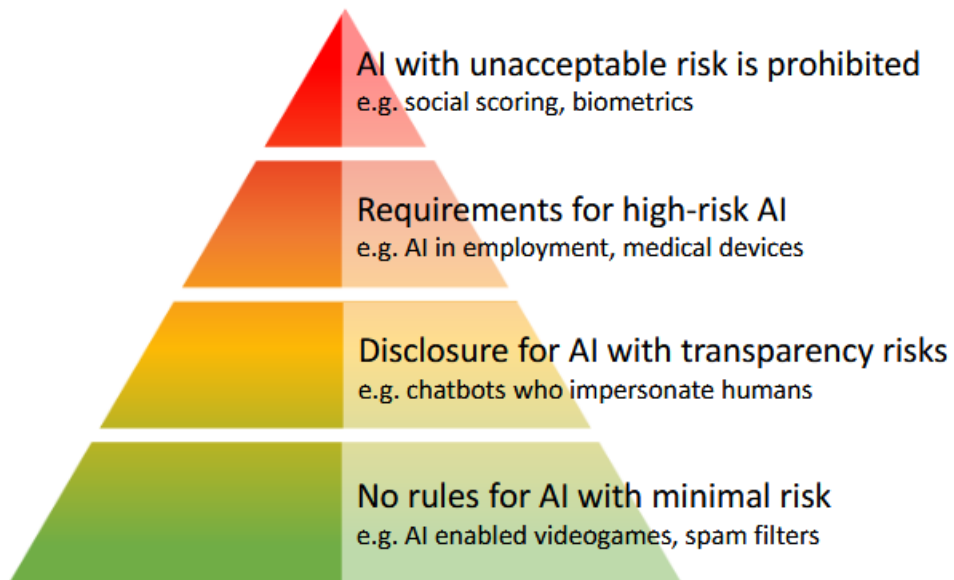 AI with unacceptable risk is prohibited
e.g. social scoring, biometrics
Requirements for high-risk AI
e.g. AI in employment, medical devices
Disclosure for AI with transparency risks
e.g. chatbots who impersonate humans
No rules for AI with minimal risk
e.g. AI enabled videogames, spam filters